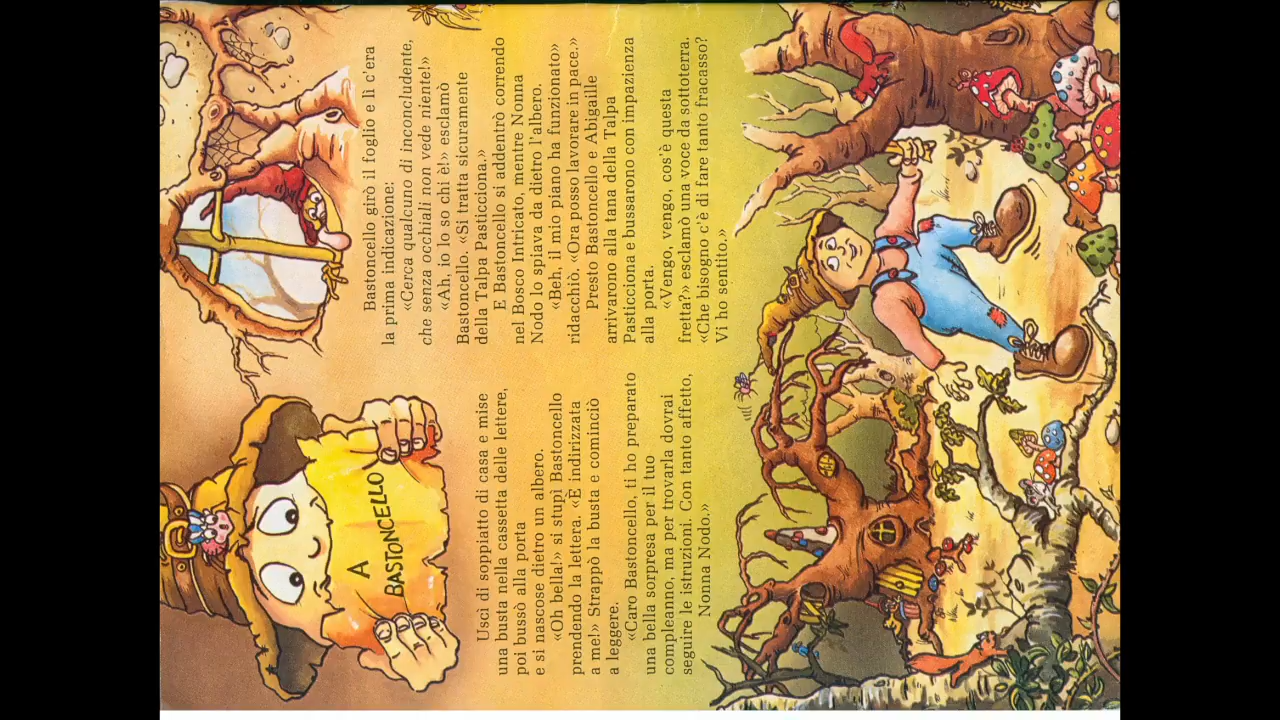 A
BASTONCELLO
Uscì di soppiatto di casa e mise
una busta nella cassetta delle lettere,
poi bussò alla porta
e si nascose dietro un albero.
«Oh bella!» si stupì Bastoncello
prendendo la lettera. «È indirizzata
a me!» Strappò la busta e cominciò
a leggere.
«Caro Bastoncello, ti ho preparato
una bella sorpresa per il tuo
compleanno, ma per trovarla dovrai
seguire le istruzioni. Con tanto affetto,
Nonna Nodo.»
Bastoncello girò il foglio e lì c'era
la prima indicazione:
«Cerca qualcuno di inconcludente,
che senza occhiali non vede niente!»
«Ah, io lo so chi è!» esclamò
Bastoncello. «Si tratta sicuramente
della Talpa Pasticciona.»
E Bastoncello si addentrò correndo
nel Bosco Intricato, mentre Nonna
Nodo lo spiava da dietro l'albero.
«Beh, il mio piano ha funzionato»
ridacchiò. «Ora posso lavorare in pace.»
Presto Bastoncello e Abigaille
arrivarono alla tana della Talpa
Pasticciona e bussarono con impazienza
alla porta.
«Vengo, vengo, cos'è questa
fretta?» esclamò una voce da sottoterra.
«Che bisogno c'è di fare tanto fracasso?
Vi ho sentito.»